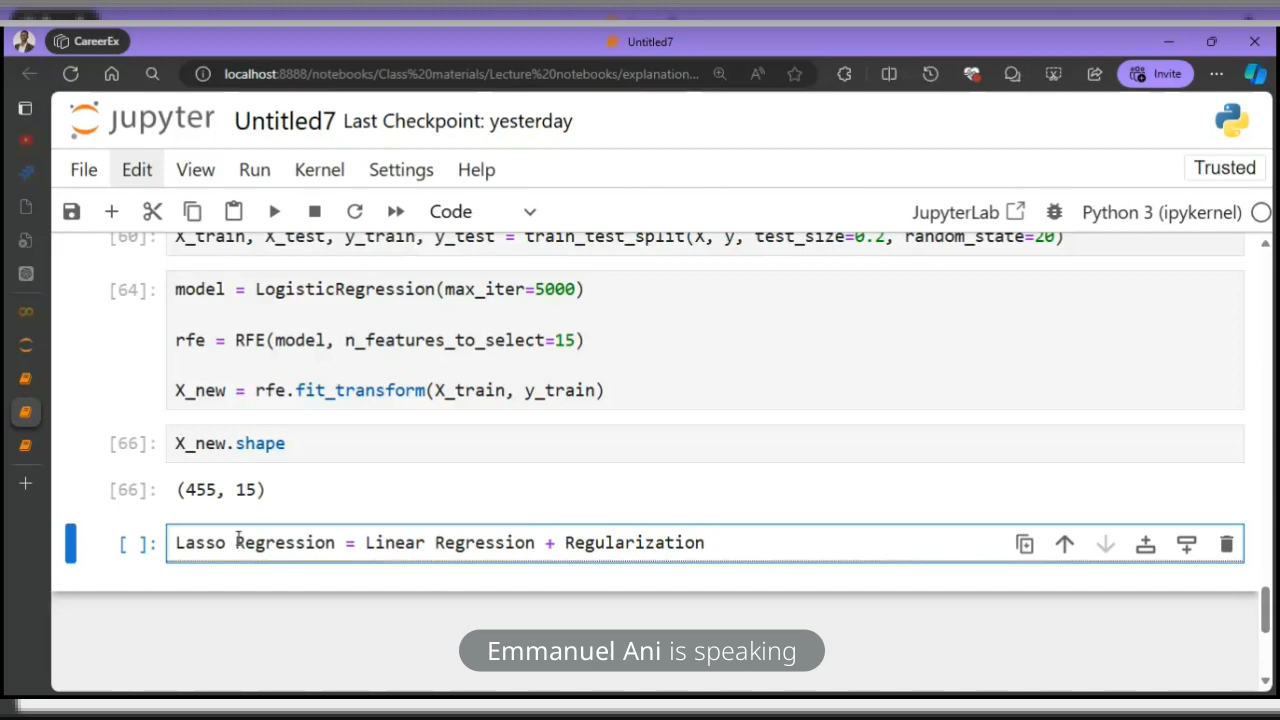 CareerEx
Untitled7
localhost:8888/notebooks/Class%20materials/Lecture%20notebooks/explanation...
Invite
jupyter Untitled7 Last Checkpoint: yesterday
File Edit View Run Kernel Settings Help
Trusted
Code
JupyterLab
Python 3 (ipykernel)
[60]: X_train, X_test, y_train, y_test = train_test_split(X, y, test_size=0.2, random_state=20)
[64]: model = LogisticRegression(max_iter=5000)
rfe = RFE(model, n_features_to_select=15)
X_new = rfe.fit_transform(X_train, y_train)
[66]: X_new.shape
[66]: (455, 15)
[ ]: Lasso Regression = Linear Regression + Regularization
Emmanuel Ani is speaking